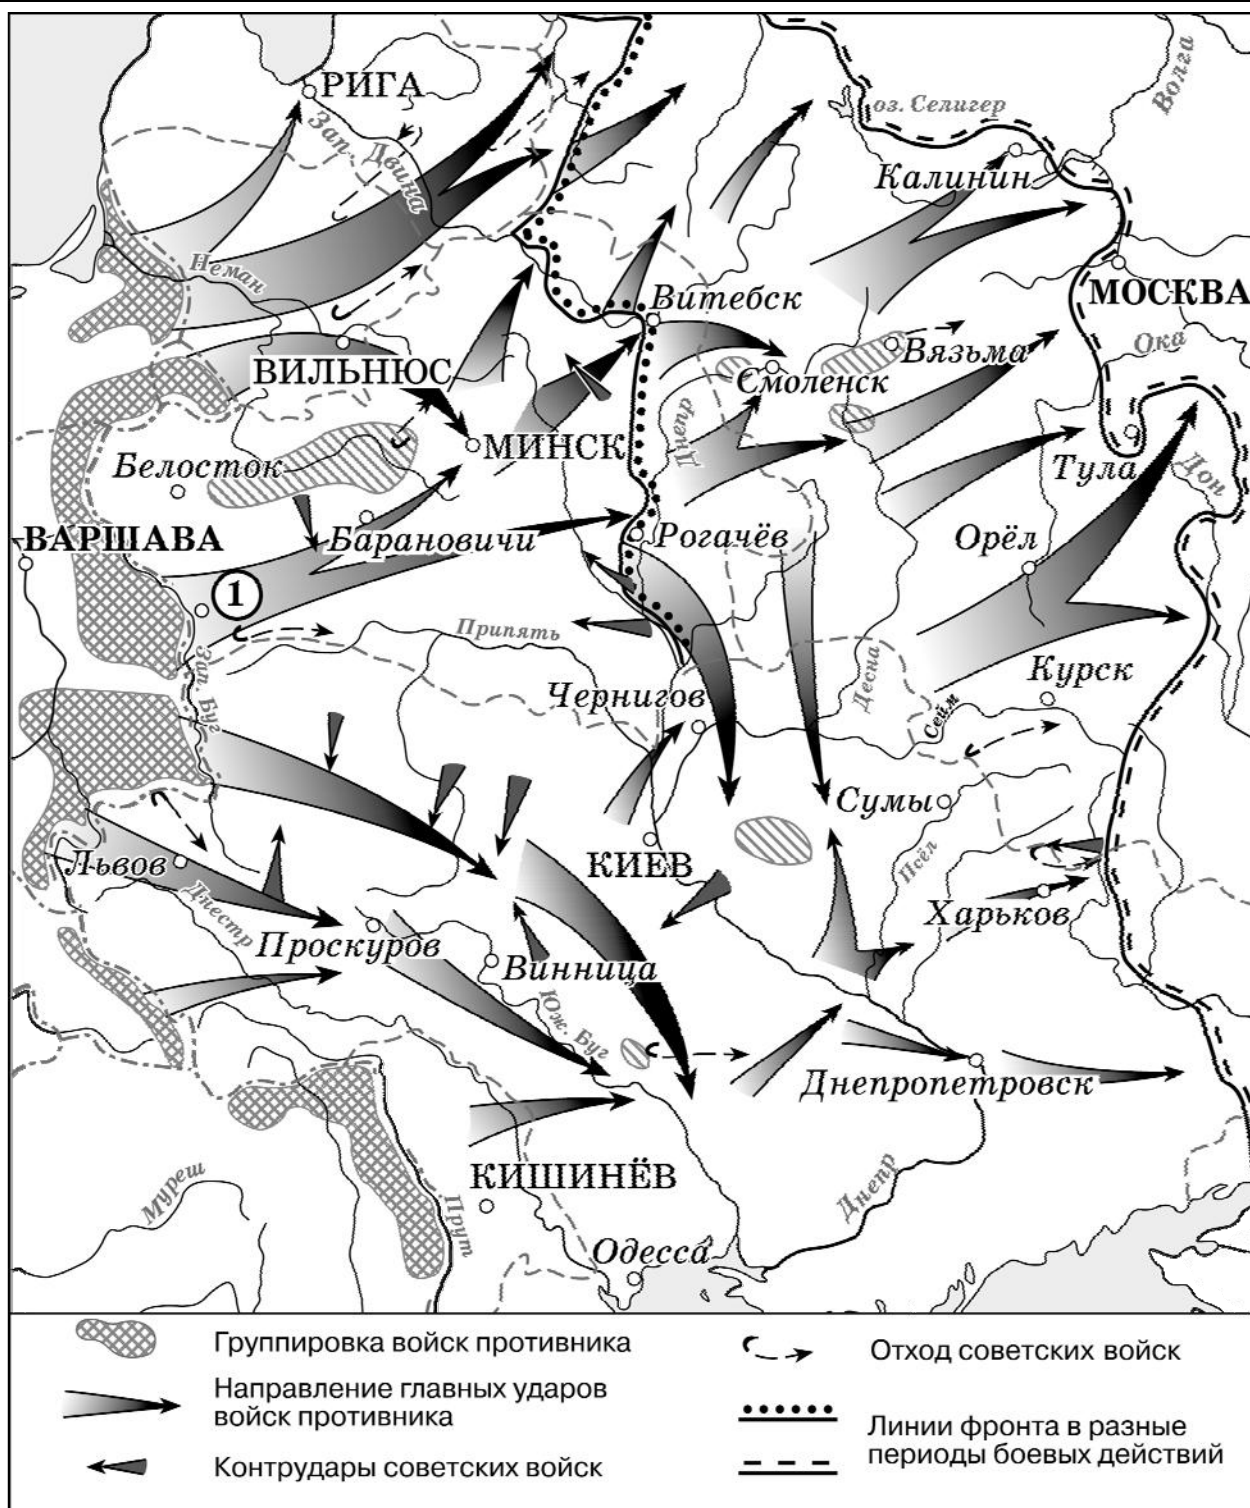 РИГА
оз. Селигер
Волга
Зап. Двина
Калинин
Неман
Витебск
МОСКВА
Вязьма
Ока
ВИЛЬНЮС
Смоленск
Днепр
МИНСК
Белосток
Тула
Дон
ВАРШАВА
Барановичи
Рогачёв
Орёл
1
Припять
Зап. Буг
Десна
Курск
Чернигов
Сейм
Сумы
Псёл
КИЕВ
Львов
Днестр
Харьков
Проскуров
Винница
Юж. Буг
Днепропетровск
КИШИНЁВ
Муреш
Прут
Днепр
Одесса
Группировка войск противника
Направление главных ударов
войск противника
Контрудары советских войск
Отход советских войск
Линии фронта в разные
периоды боевых действий